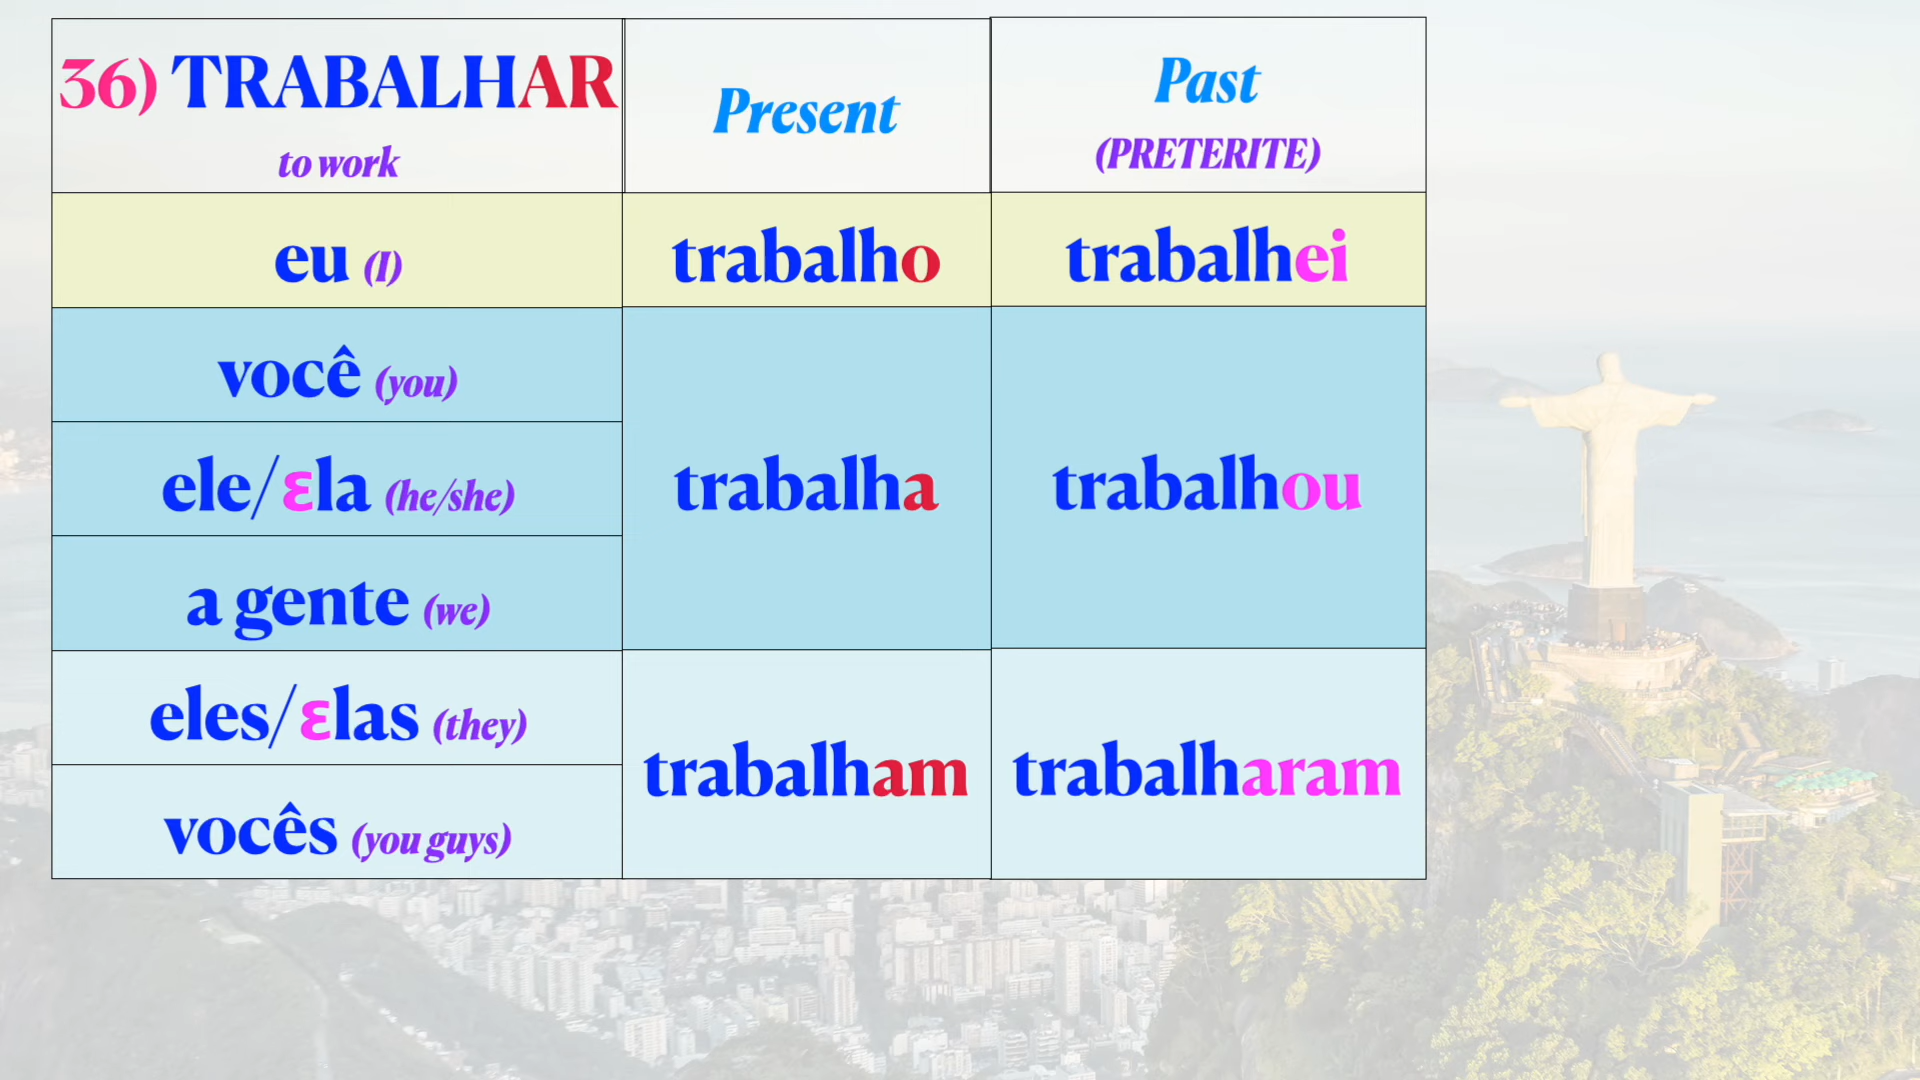 36) TRABALHAR
to work
Present
Past
(PRETERITE)
eu (I)
trabalho
trabalhei
você (you)
ele/ɛla (he/she)
a gente (we)
trabalha
trabalhou
eles/ɛlas (they)
vocês (you guys)
trabalham
trabalharam